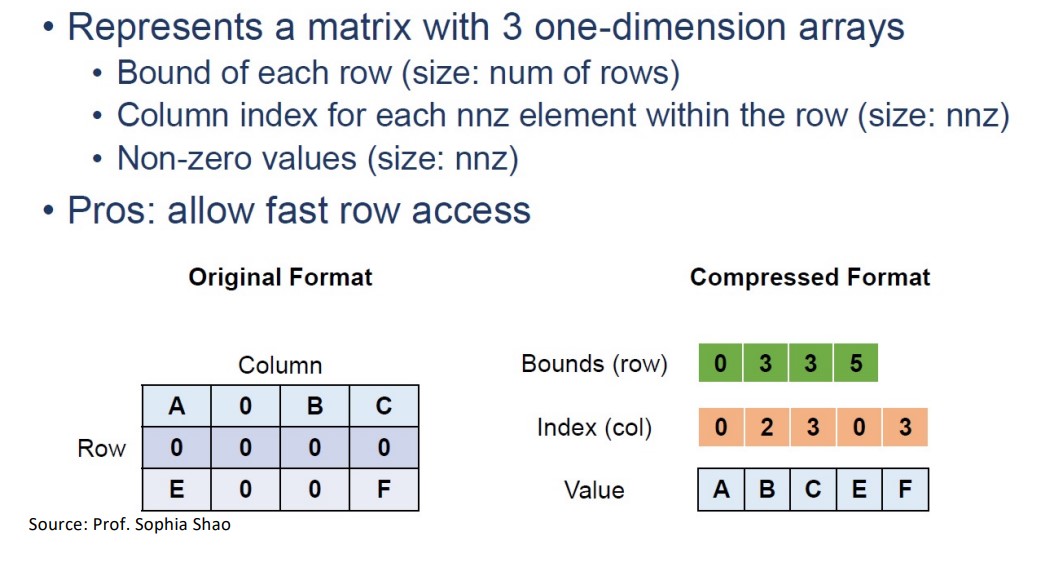 • Represents a matrix with 3 one-dimension arrays
• Bound of each row (size: num of rows)
• Column index for each nnz element within the row (size: nnz)
• Non-zero values (size: nnz)
• Pros: allow fast row access
Original Format
Column
Row
A 0 B C
0 0 0 0
E 0 0 F
Source: Prof. Sophia Shao
Compressed Format
Bounds (row) 0 3 3 5
Index (col) 0 2 3 0 3
Value A B C E F